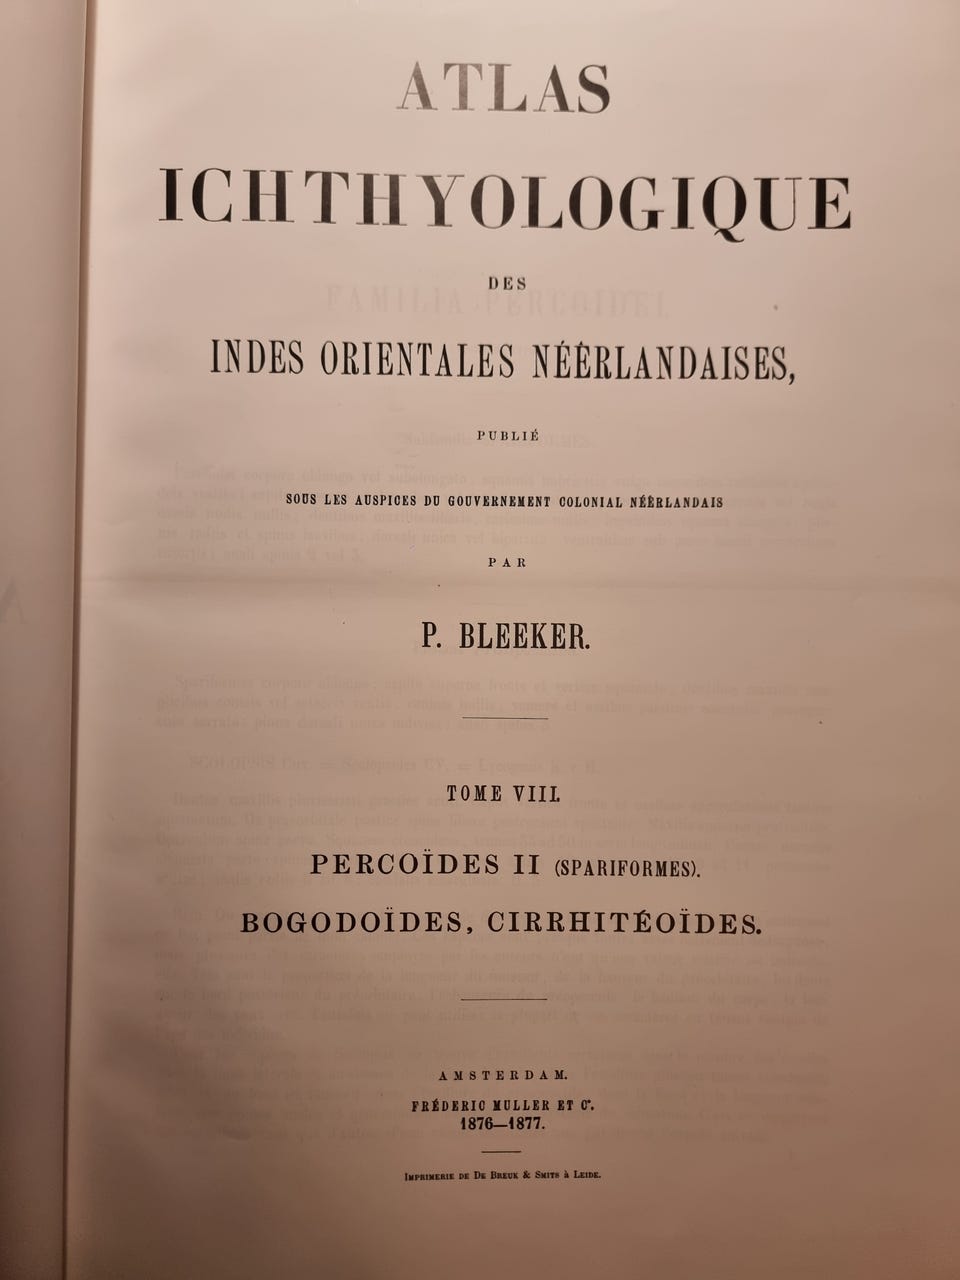 ATLAS
ICHTHYOLOGIQUE
DES
INDES ORIENTALES NÉÊRLANDAISES,
PUBLIÉ
SOUS LES AUSPICES DU GOUVERNEMENT COLONIAL NÉÊRLANDAIS
PAR
P. BLEEKER.
TOME VIII.
PERCOÏDES II (SPARIFORMES).
BOGODOÏDES, CIRRHITÉOÏDES.
AMSTERDAM.
FRÉDERIC MULLER ET Cº.
1876—1877.
IMPRIMERIE DE DE BREUK & SMITS à LEIDE.